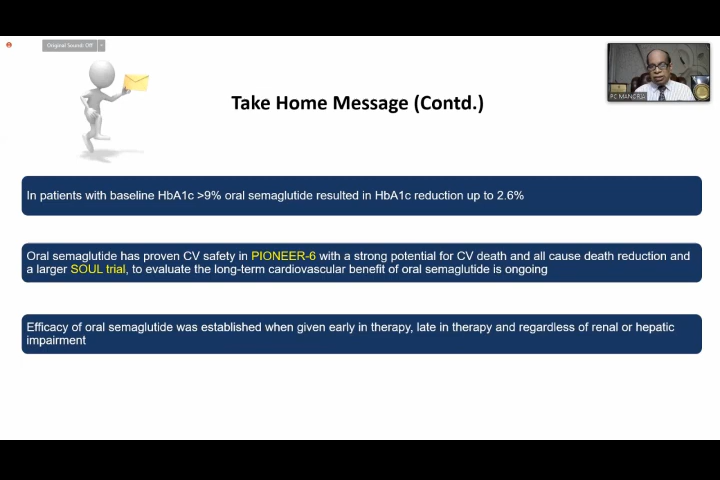 Original Sound: Off
Take Home Message (Contd.)
In patients with baseline HbA1c >9% oral semaglutide resulted in HbA1c reduction up to 2.6%
Oral semaglutide has proven CV safety in PIONEER-6 with a strong potential for CV death and all cause death reduction and
a larger SOUL trial, to evaluate the long-term cardiovascular benefit of oral semaglutide is ongoing
Efficacy of oral semaglutide was established when given early in therapy, late in therapy and regardless of renal or hepatic
impairment